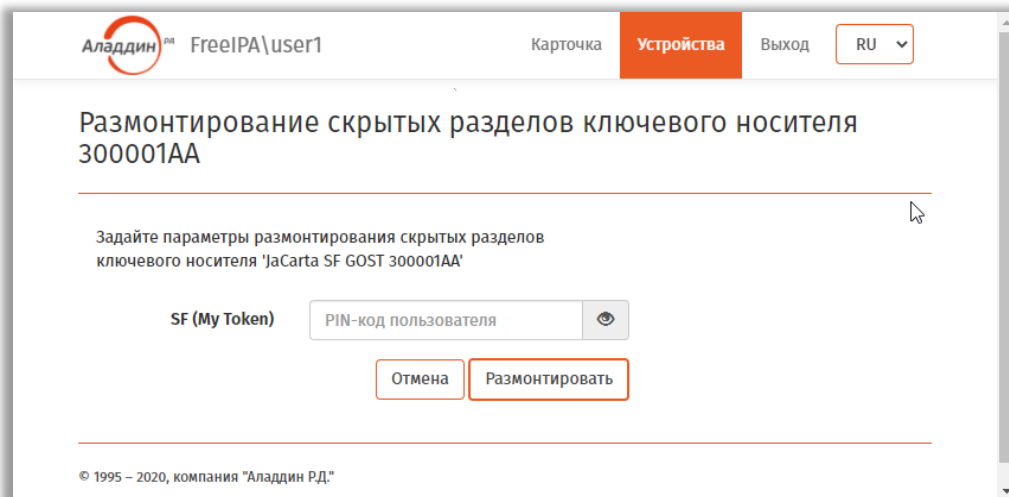 Аладдин РД FreeIPA\user1 Карточка Устройства Выход RU
Размонтирование скрытых разделов ключевого носителя
300001AA
Задайте параметры размонтирования скрытых разделов
ключевого носителя 'JaCarta SF GOST 300001AA'
SF (My Token) PIN-код пользователя
Отмена Размонтировать
© 1995 – 2020, компания "Аладдин Р.Д."